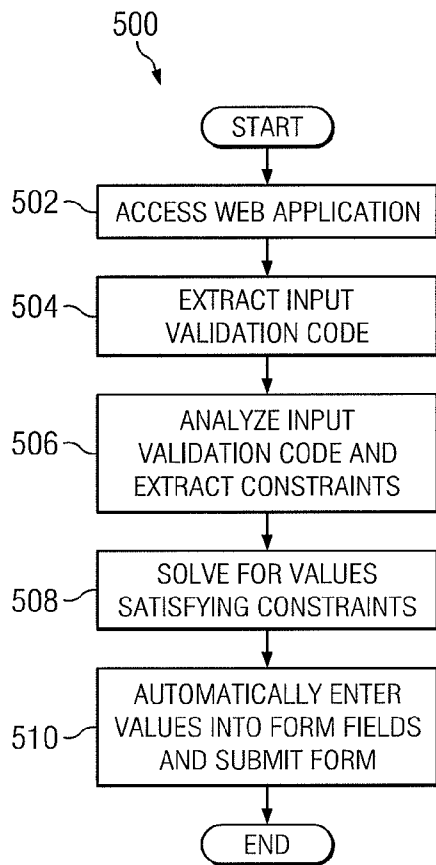 500
START
502
ACCESS WEB APPLICATION
504
EXTRACT INPUT
VALIDATION CODE
506
ANALYZE INPUT
VALIDATION CODE AND
EXTRACT CONSTRAINTS
508
SOLVE FOR VALUES
SATISFYING CONSTRAINTS
510
AUTOMATICALLY ENTER
VALUES INTO FORM FIELDS
AND SUBMIT FORM
END